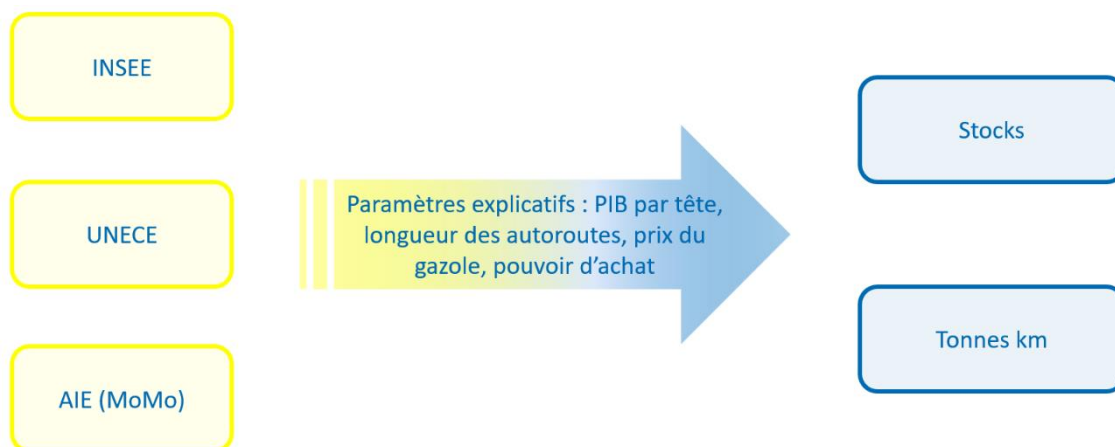 INSEE
UNECE
AIE (MoMo)
Paramètres explicatifs : PIB par tête,
longueur des autoroutes, prix du
gazole, pouvoir d’achat
Stocks
Tonnes km